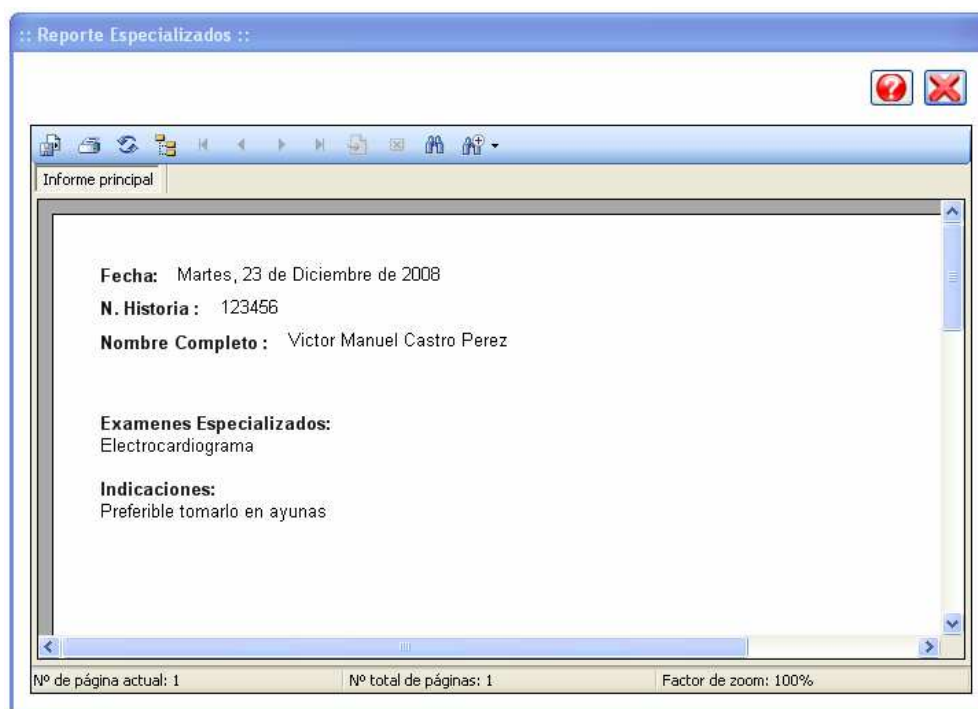 :: Reporte Especializados ::
Informe principal
Fecha: Martes, 23 de Diciembre de 2008
N. Historia : 123456
Nombre Completo : Victor Manuel Castro Perez
Examenes Especializados:
Electrocardiograma
Indicaciones:
Preferible tomarlo en ayunas
Nº de página actual: 1 Nº total de páginas: 1 Factor de zoom: 100%